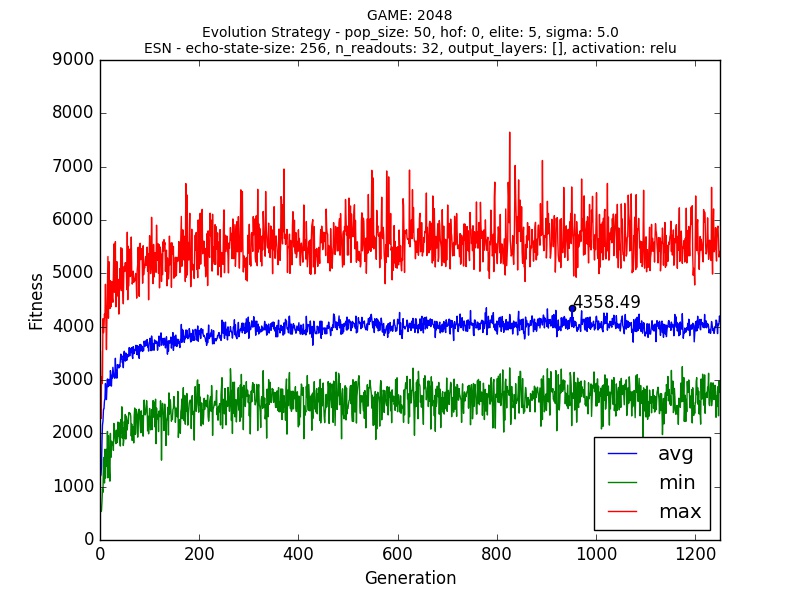 GAME: 2048
Evolution Strategy - pop_size: 50, hof: 0, elite: 5, sigma: 5.0
ESN - echo-state-size: 256, n_readouts: 32, output_layers: [], activation: relu
9000
8000
7000
6000
5000
4000
3000
2000
1000
0
Fitness
4358.49
avg
min
max
0 200 400 600 800 1000 1200
Generation